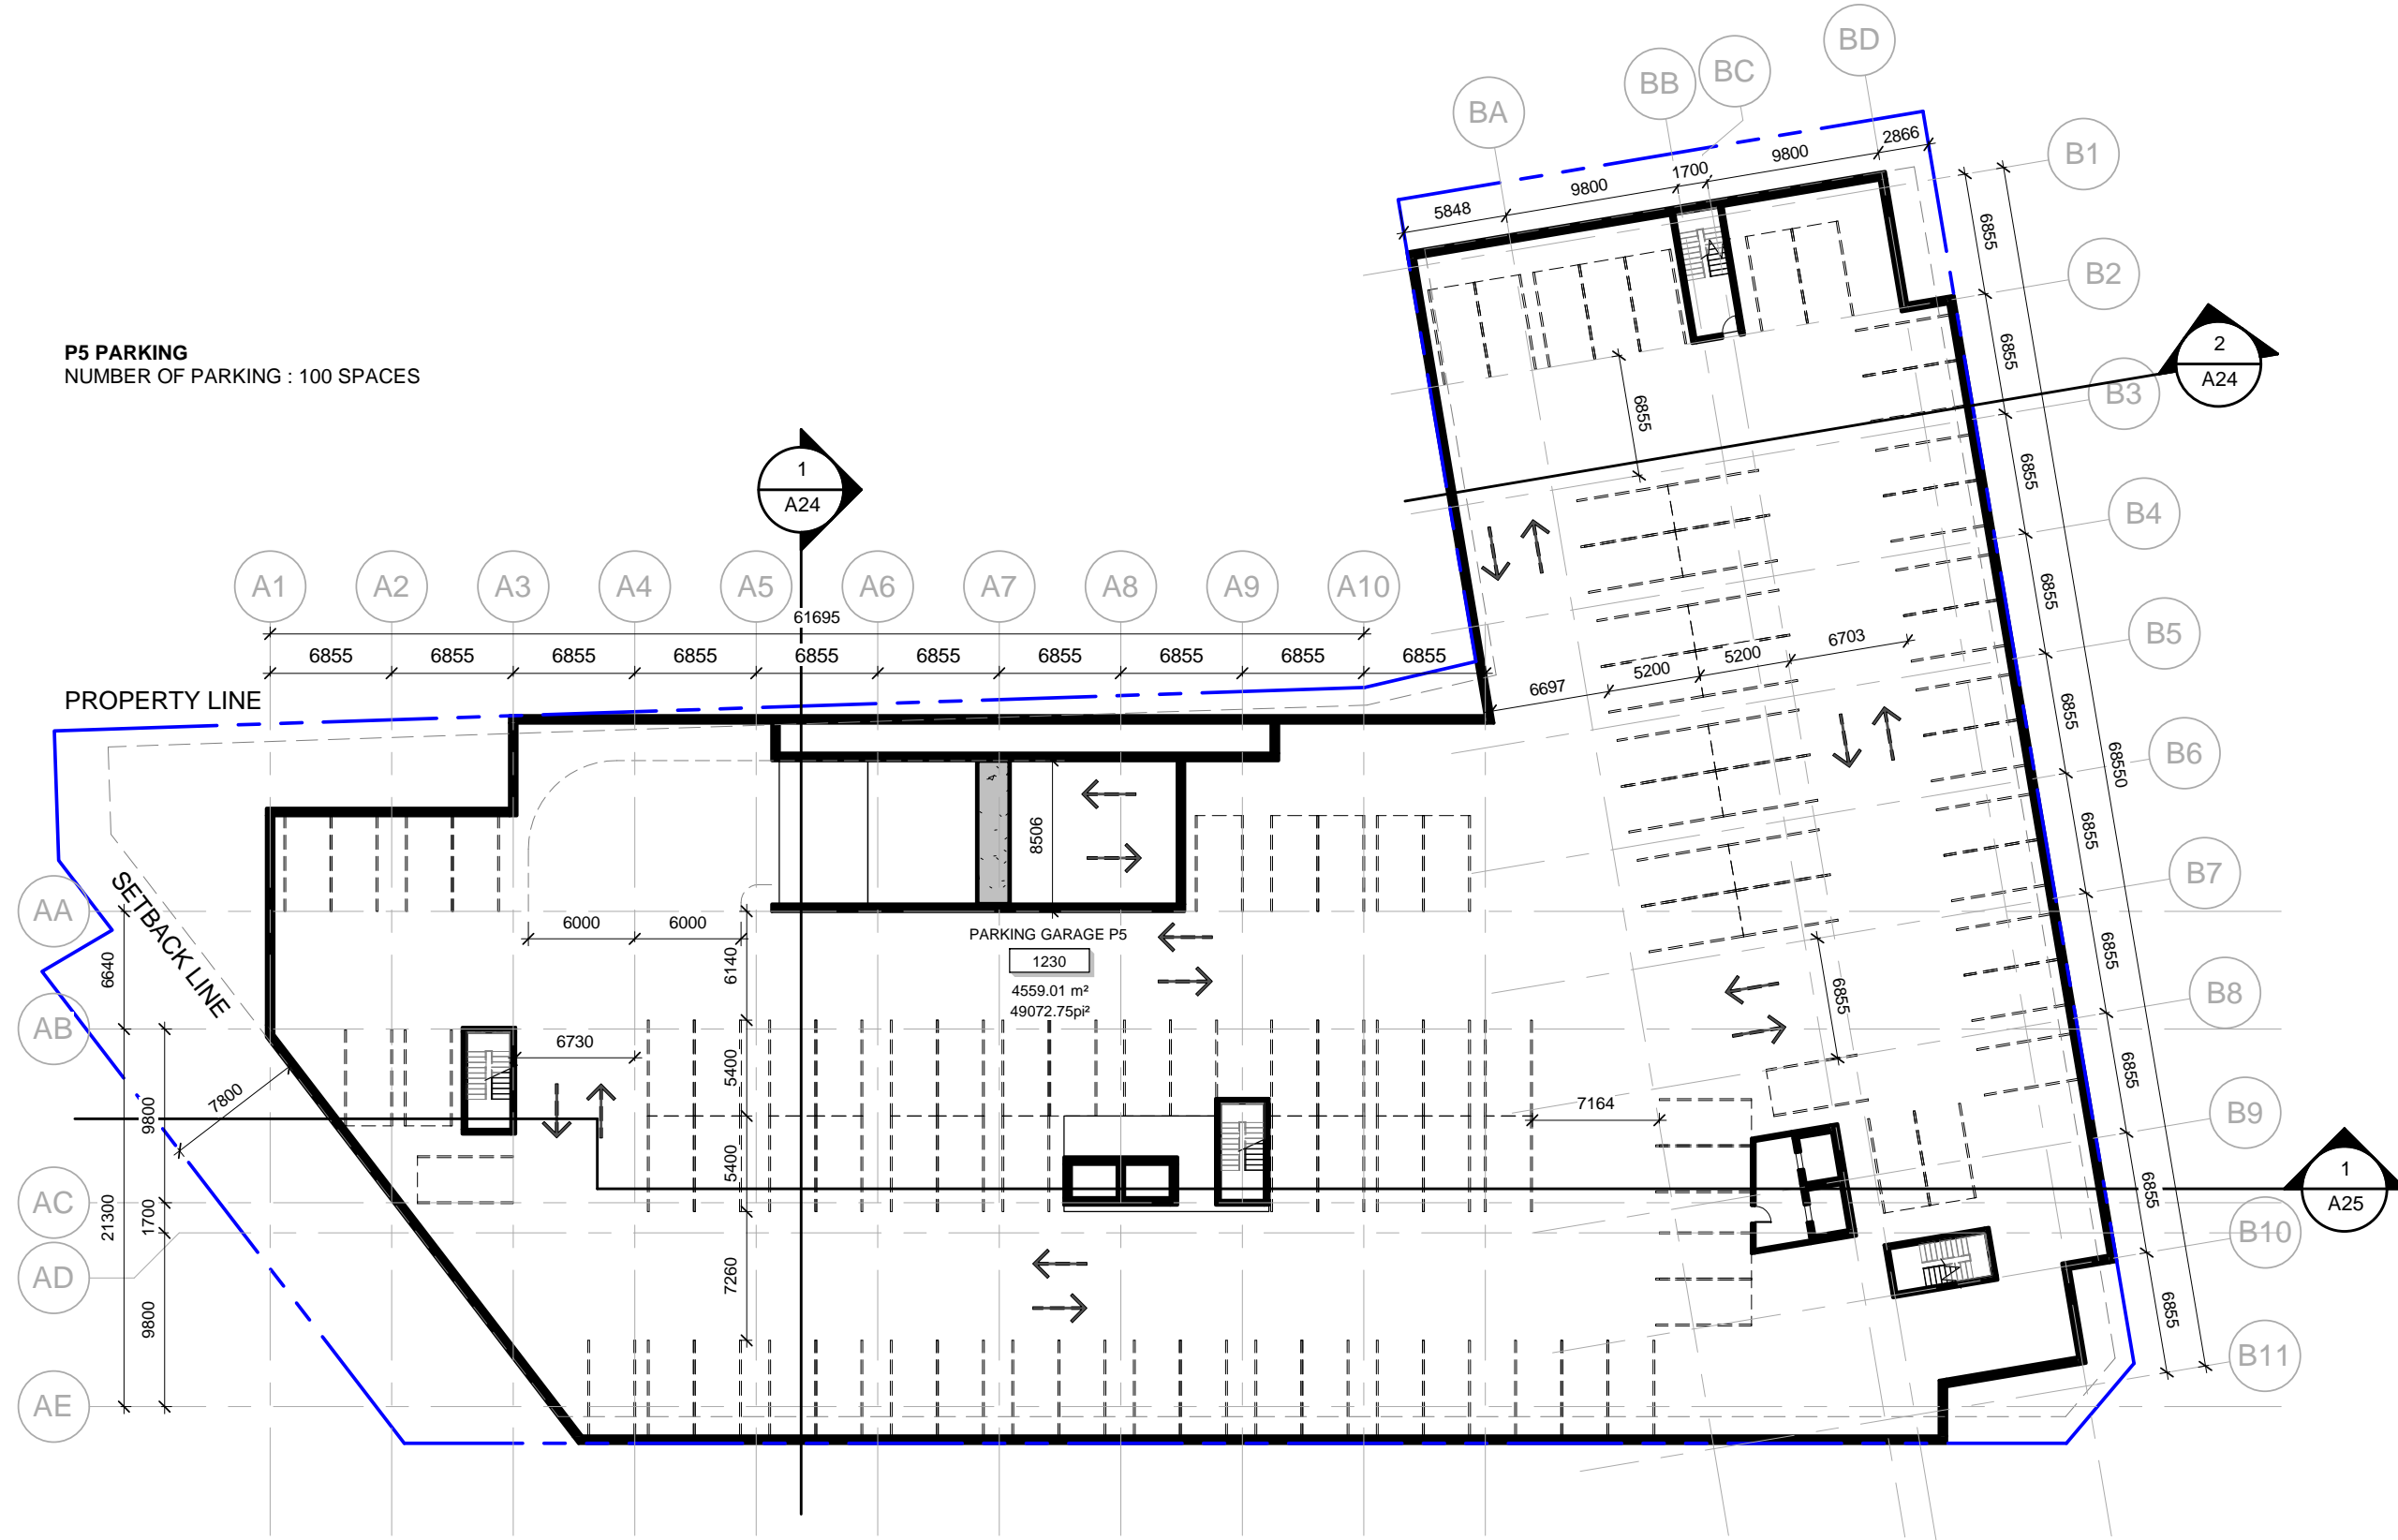 BD
BC
BB
BA
2866
9800
1700
9800
5848
B1
6855
B2
6855
2
A24
B3
P5 PARKING
NUMBER OF PARKING : 100 SPACES
6855
6855
1
A24
B4
6855
A1
A2
A3
A4
A5
A6
A7
A8
A9
A10
61695
6855
6855
6855
6855
6855
6855
6855
6855
6855
6855
B5
6703
5200
5200
6697
PROPERTY LINE
6855
B6
68550
6855
8506
B7
SETBACK LINE
AA
6000
6000
6640
6140
PARKING GARAGE P5
1230
4559.01 m²
49072.75pi²
6855
6855
B8
AB
6730
5400
7800
9800
6855
B9
7164
5400
AC
21300
1700
6855
1
A25
B10
AD
7260
9800
6855
B11
AE